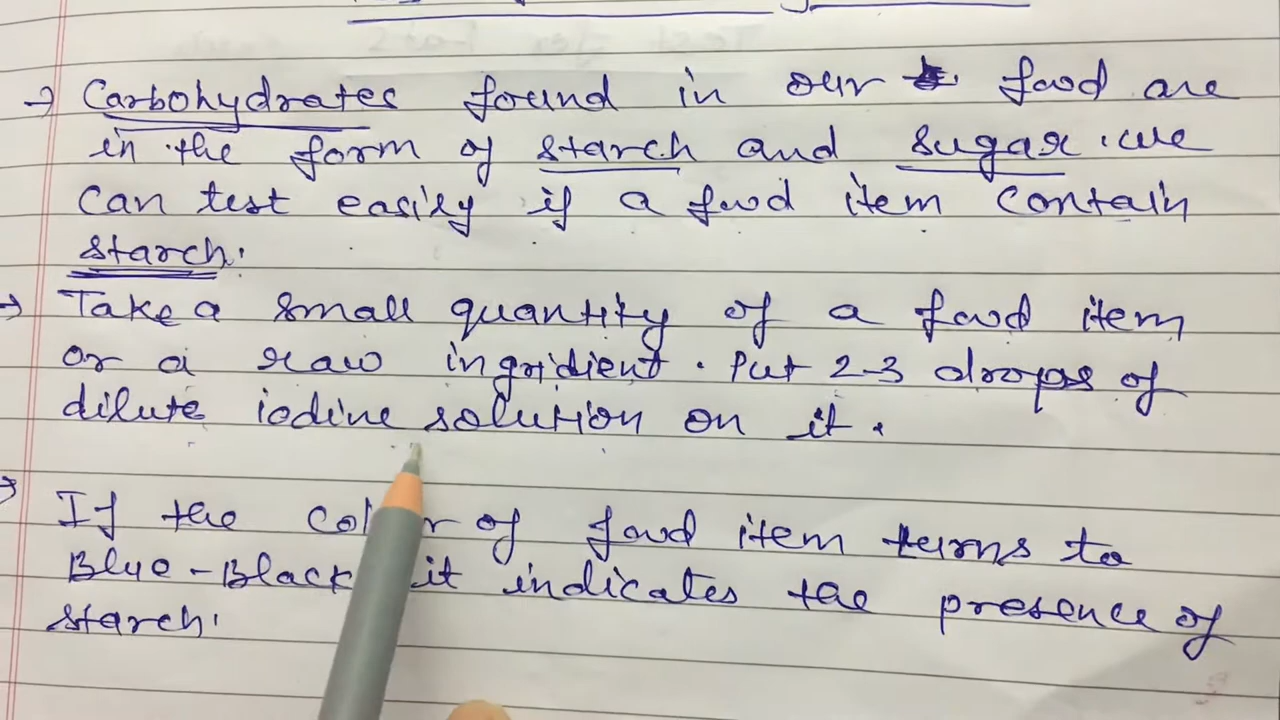 → Carbohydrates found in our food are
in the form of starch and sugar. we
can test easily if a food item contain
starch.
→ Take a small quantity of a food item
or a raw ingridient. Put 2-3 drops of
dilute iodine solution on it.
→ If the of food item turns to
Blue-Black it indicates the presence of
starch.